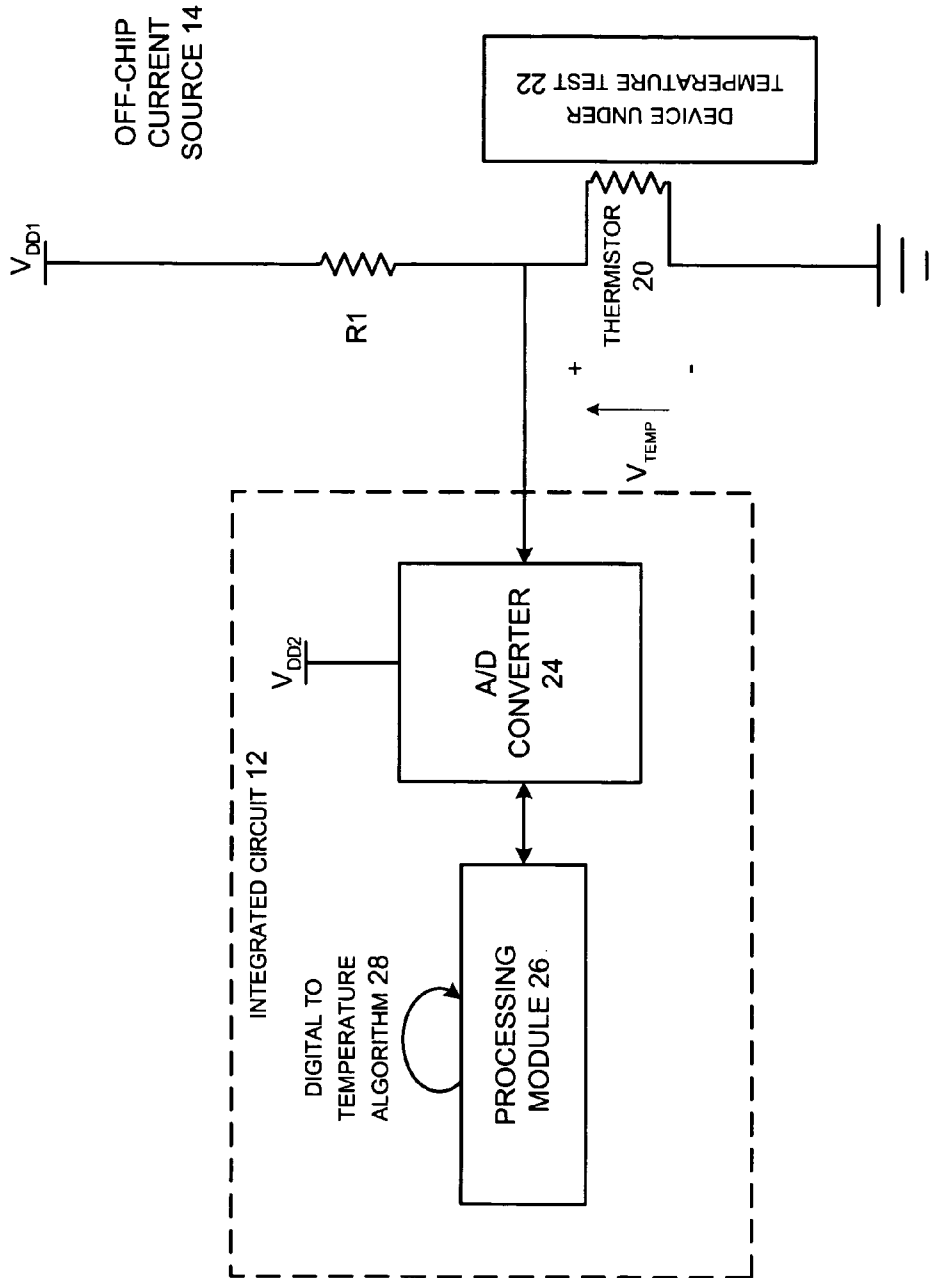 OFF-CHIP
CURRENT
SOURCE 14
V_DD1
R1
DEVICE UNDER
TEMPERATURE TEST 22
THERMISTOR
20
+
-
V_TEMP
INTEGRATED CIRCUIT 12
V_DD2
A/D
CONVERTER
24
DIGITAL TO
TEMPERATURE
ALGORITHM 28
PROCESSING
MODULE 26